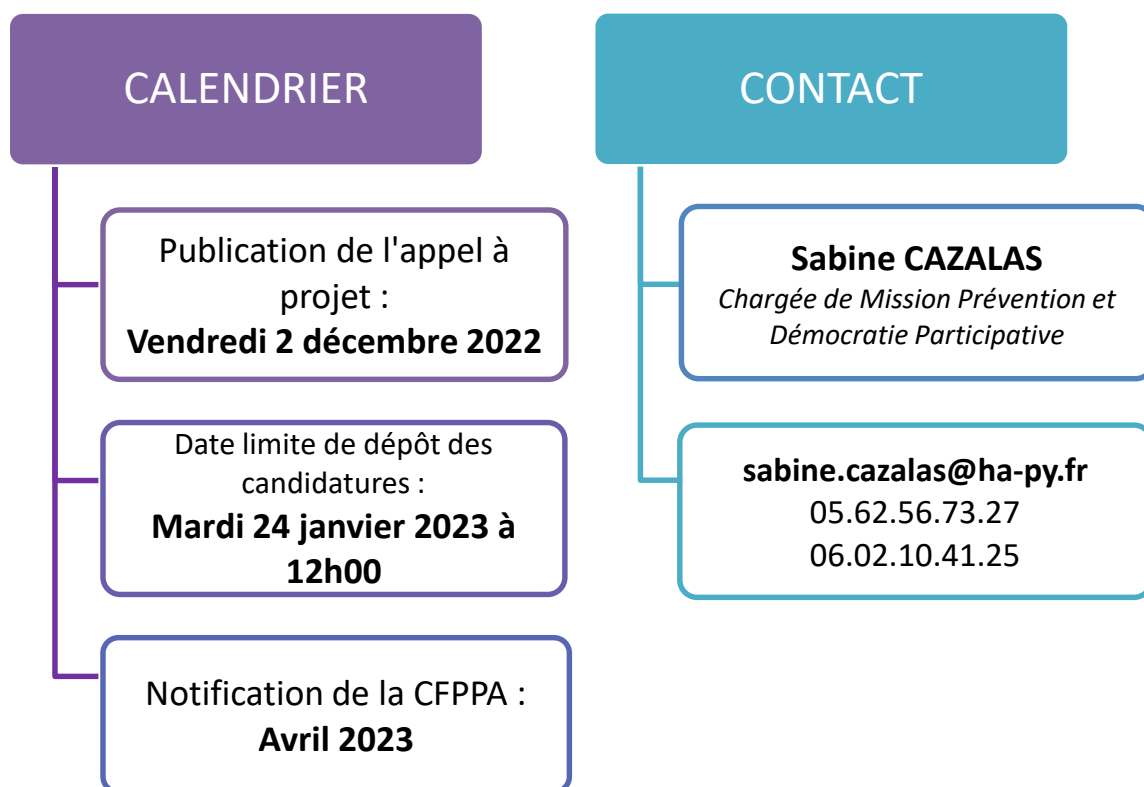 CALENDRIER
Publication de l'appel à
projet :
Vendredi 2 décembre 2022
Date limite de dépôt des
candidatures :
Mardi 24 janvier 2023 à
12h00
Notification de la CFPPA :
Avril 2023
CONTACT
Sabine CAZALAS
Chargée de Mission Prévention et
Démocratie Participative
sabine.cazalas@ha-py.fr
05.62.56.73.27
06.02.10.41.25